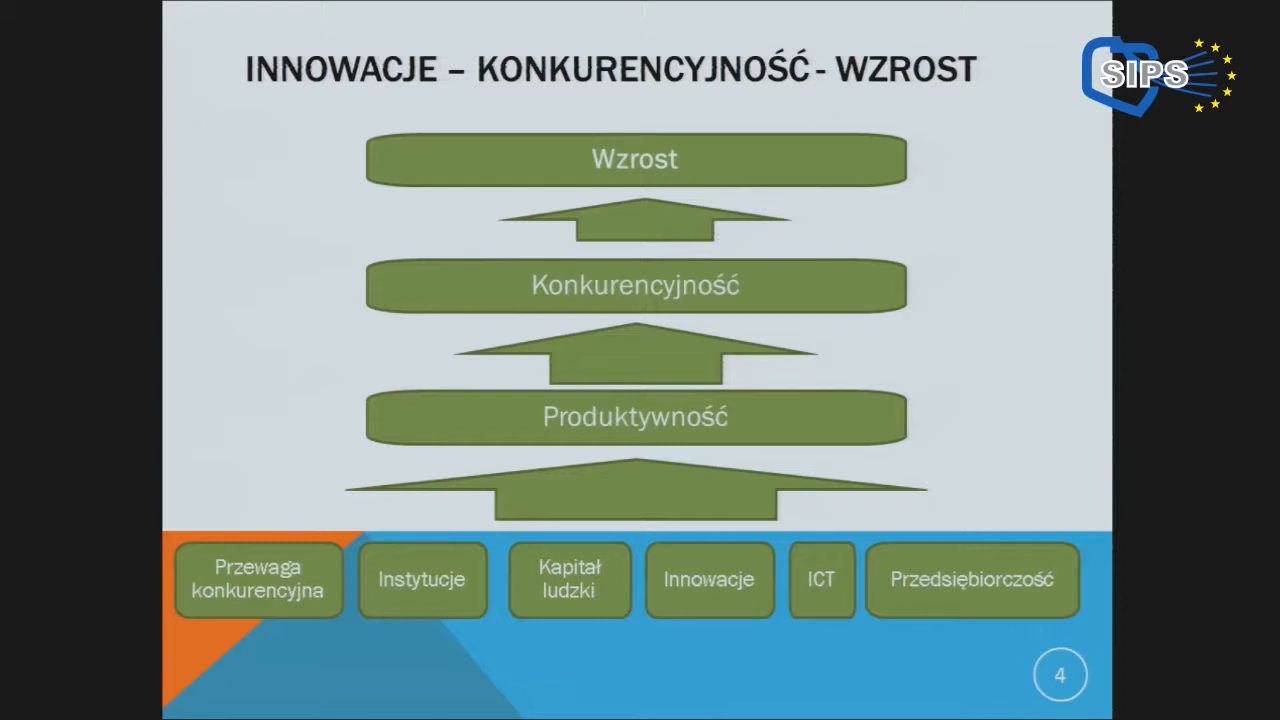 INNOWACJE – KONKURENCYJNOŚĆ - WZROST
SIPS
Wzrost
Konkurencyjność
Produktywność
Przewaga
konkurencyjna
Instytucje
Kapitał
ludzki
Innowacje
ICT
Przedsiębiorczość
4